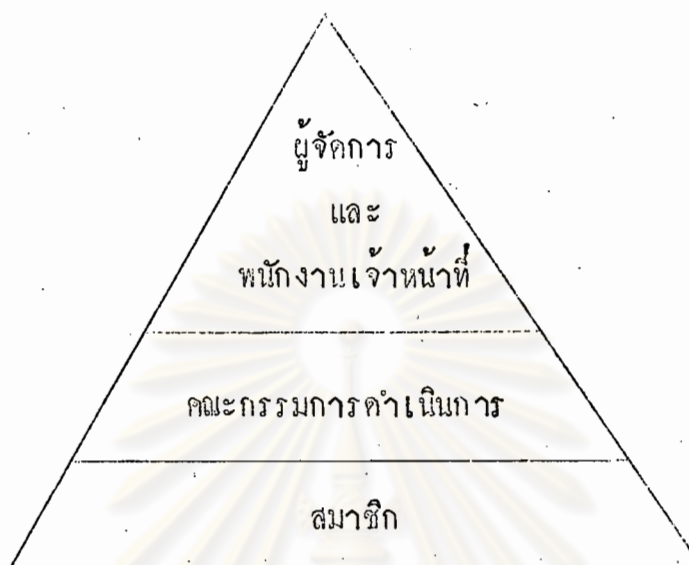 ผู้จัดการ
และ
พนักงานเจ้าหน้าที่
คณะกรรมการดำเนินการ
สมาชิก